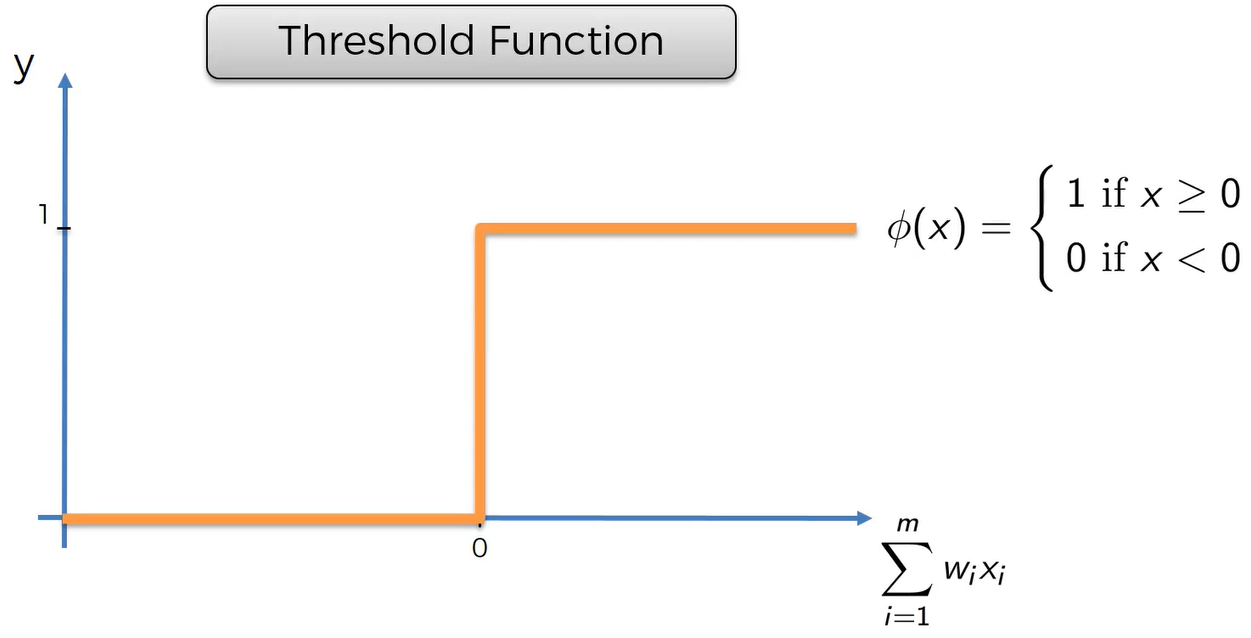 Threshold Function
y
1
ϕ(x) = { 1 if x ≥ 0
0 if x < 0
0
m
∑ wᵢxᵢ
i=1